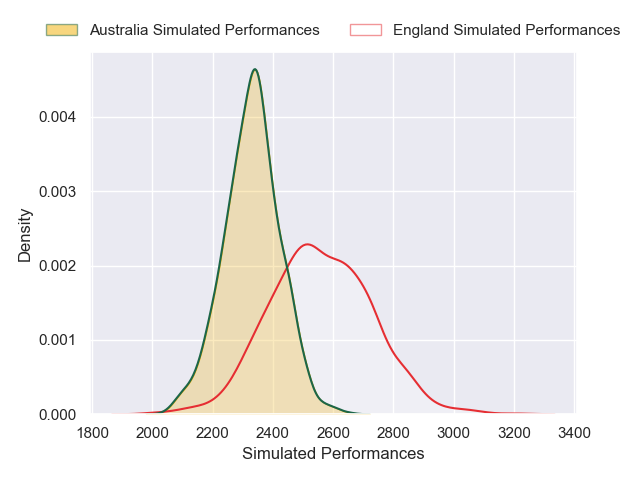 Australia Simulated Performances England Simulated Performances
0.004
0.003
0.002
0.001
0.000
Density
1800 2000 2200 2400 2600 2800 3000 3200 3400
Simulated Performances